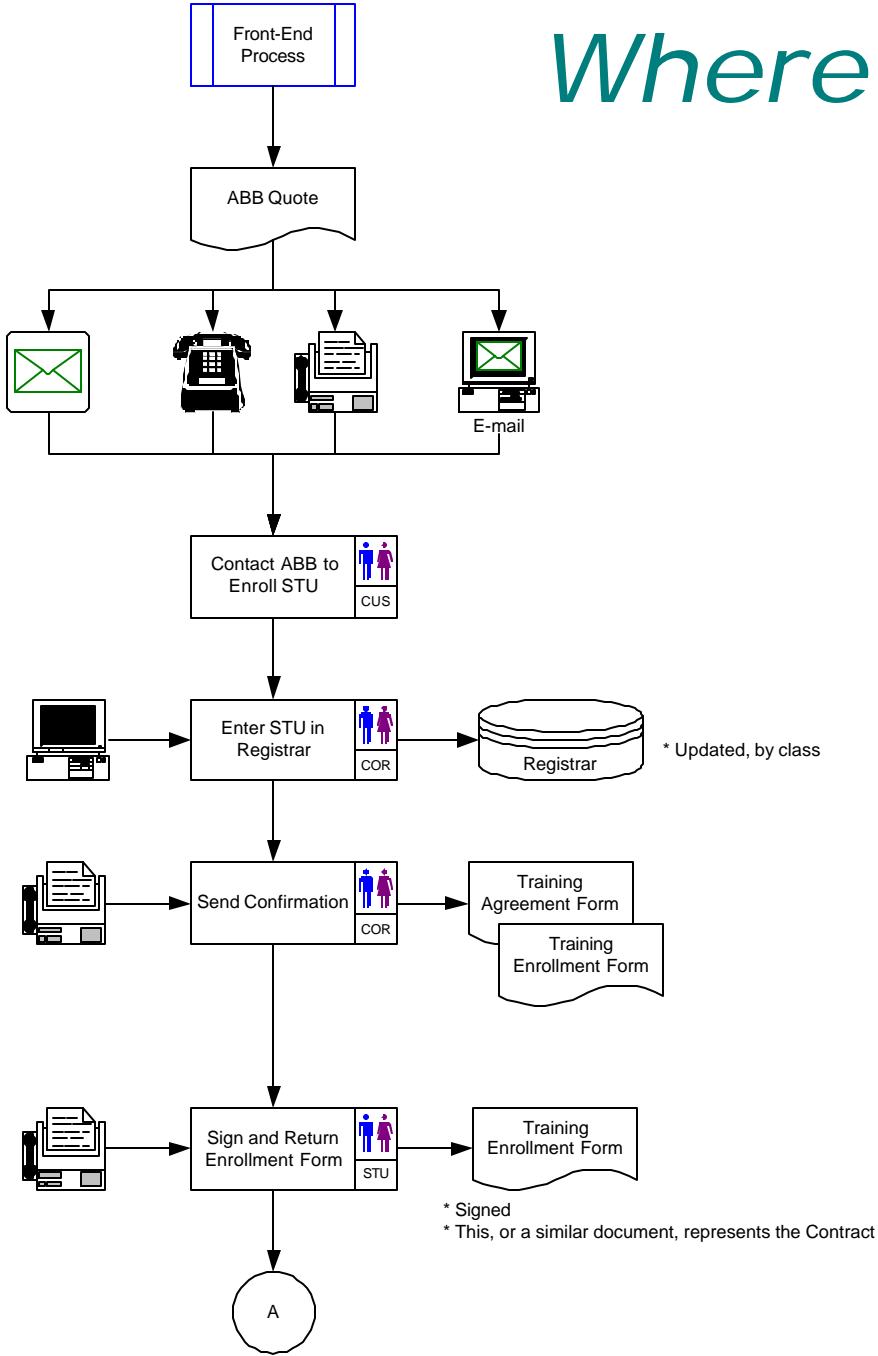 Front-End
Process
Where
ABB Quote
E-mail
Contact ABB to
Enroll STU
CUS
Enter STU in
Registrar
COR
Registrar
* Updated, by class
Send Confirmation
COR
Training
Agreement Form
Training
Enrollment Form
Sign and Return
Enrollment Form
STU
Training
Enrollment Form
* Signed
* This, or a similar document, represents the Contract
A